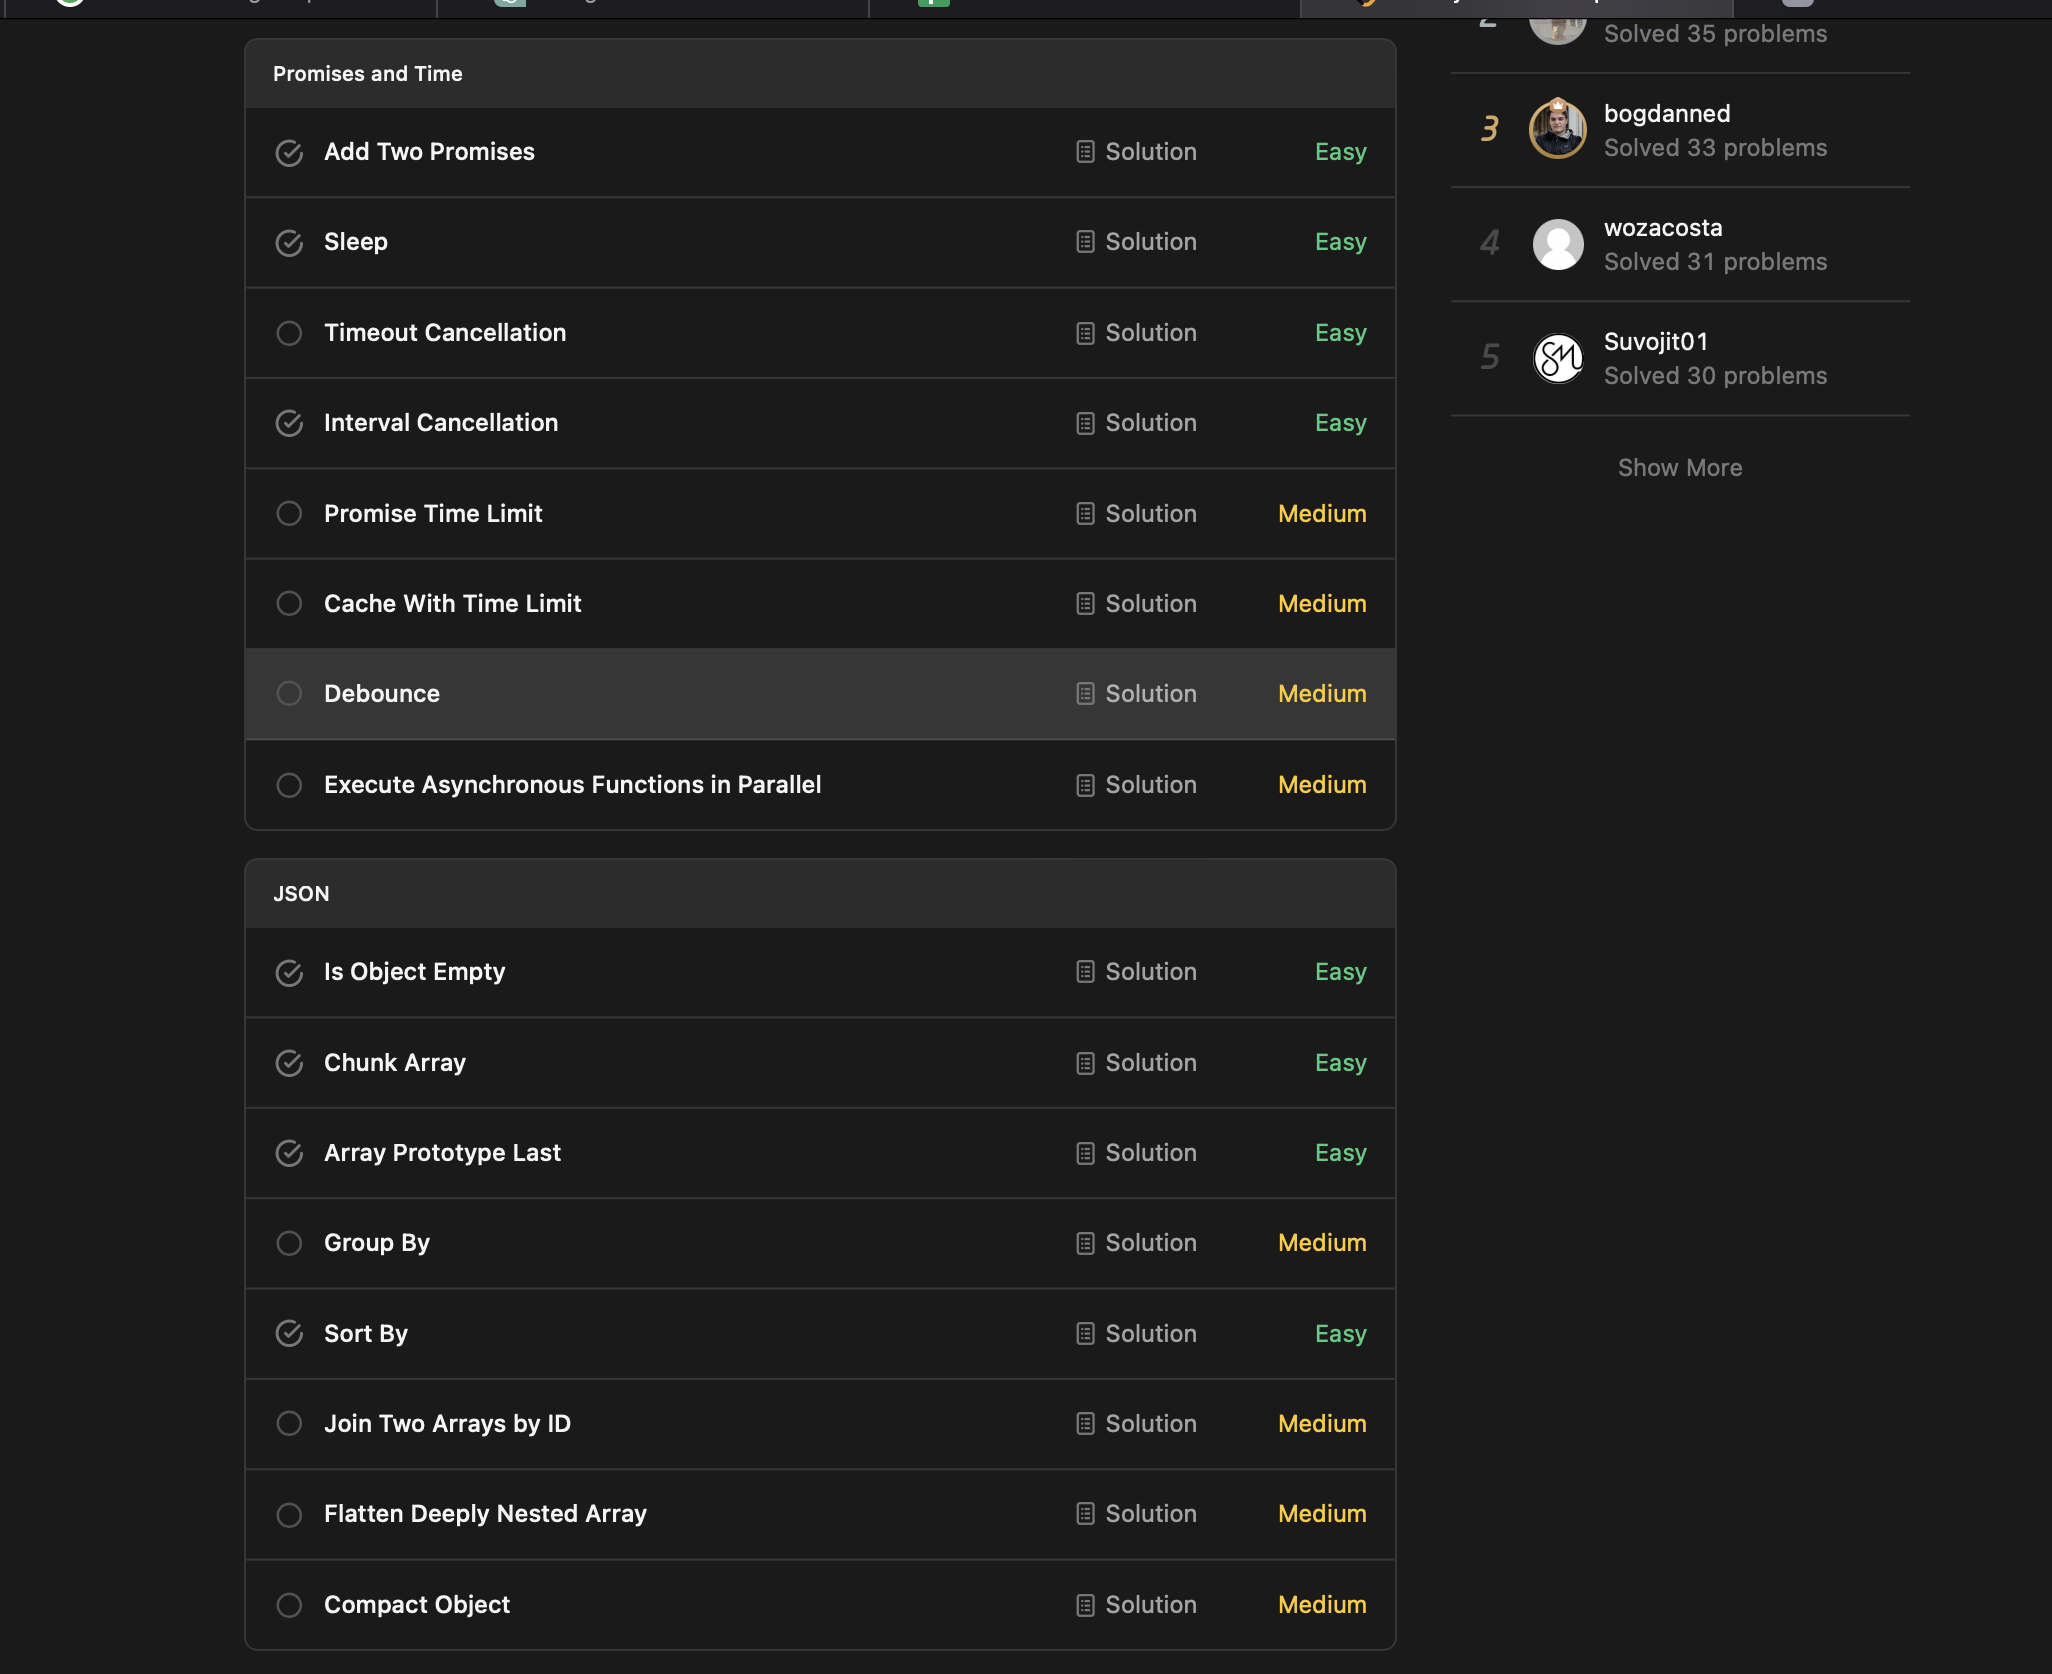 Promises and Time
Add Two Promises Solution Easy
Sleep Solution Easy
Timeout Cancellation Solution Easy
Interval Cancellation Solution Easy
Promise Time Limit Solution Medium
Cache With Time Limit Solution Medium
Debounce Solution Medium
Execute Asynchronous Functions in Parallel Solution Medium
JSON
Is Object Empty Solution Easy
Chunk Array Solution Easy
Array Prototype Last Solution Easy
Group By Solution Medium
Sort By Solution Easy
Join Two Arrays by ID Solution Medium
Flatten Deeply Nested Array Solution Medium
Compact Object Solution Medium
2
Solved 35 problems
3
bogdanned
Solved 33 problems
4
wozacosta
Solved 31 problems
5
SM
Suvojit01
Solved 30 problems
Show More